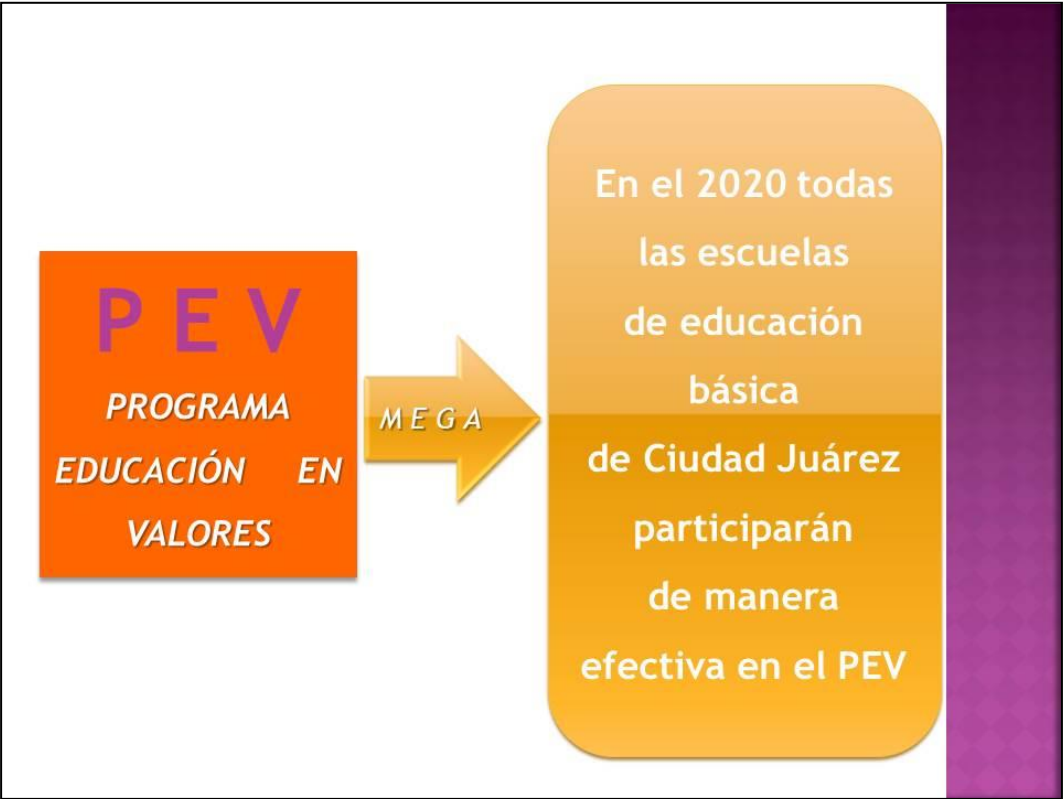 P E V
PROGRAMA
EDUCACIÓN EN
VALORES
M E G A
En el 2020 todas
las escuelas
de educación
básica
de Ciudad Juárez
participarán
de manera
efectiva en el PEV